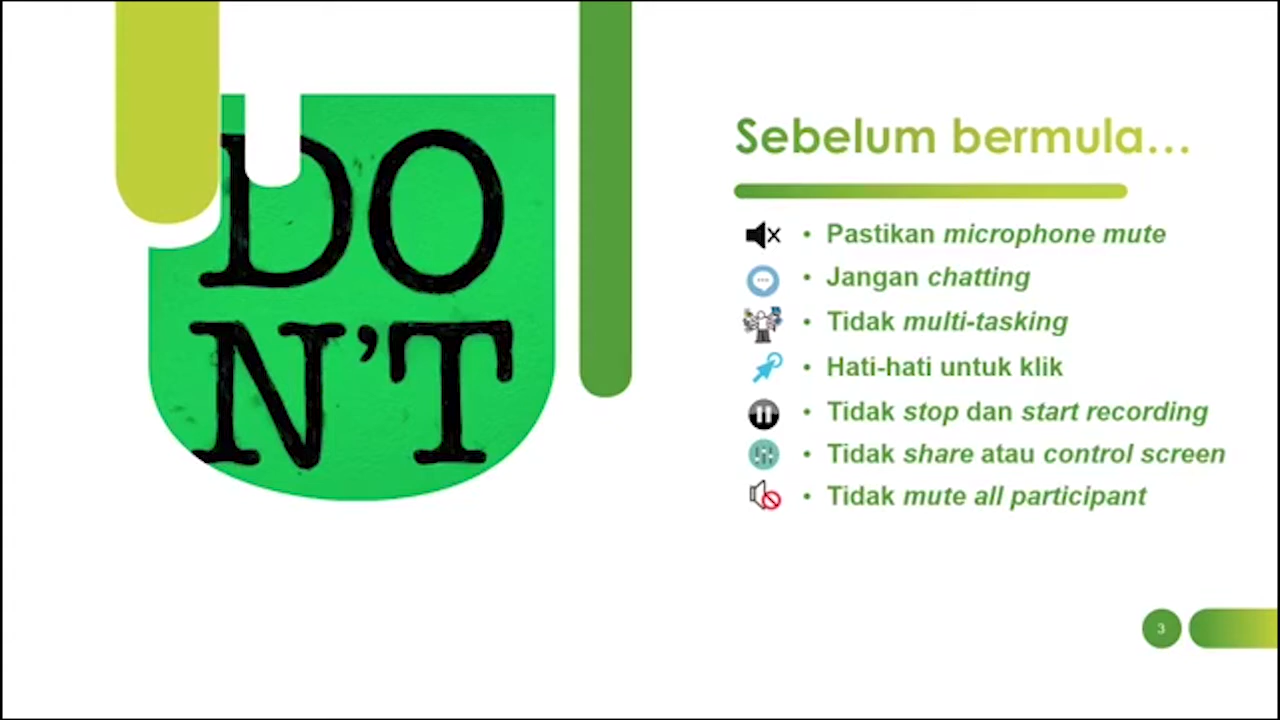 DO
N'T
Sebelum bermula...
• Pastikan microphone mute
• Jangan chatting
• Tidak multi-tasking
• Hati-hati untuk klik
• Tidak stop dan start recording
• Tidak share atau control screen
• Tidak mute all participant
3